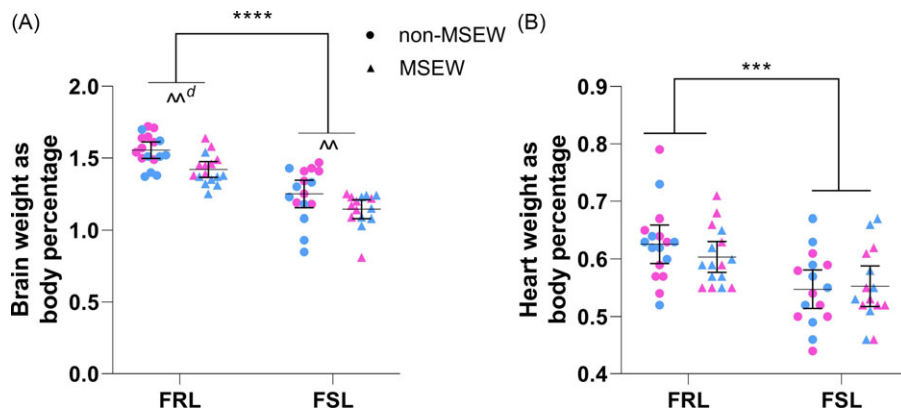 (A)
****
non-MSEW
MSEW
2.0
^^d
^^
1.5
1.0
0.5
0.0
Brain weight as
body percentage
FRL
FSL
(B)
***
0.9
0.8
0.7
0.6
0.5
0.4
Heart weight as
body percentage
FRL
FSL